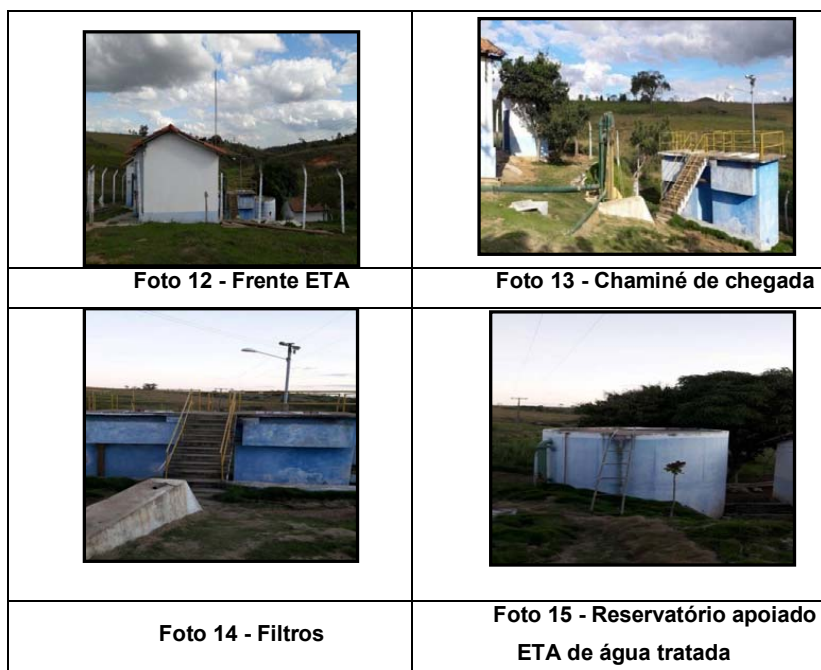 Foto 12 - Frente ETA
Foto 13 - Chaminé de chegada
Foto 14 - Filtros
Foto 15 - Reservatório apoiado
ETA de água tratada